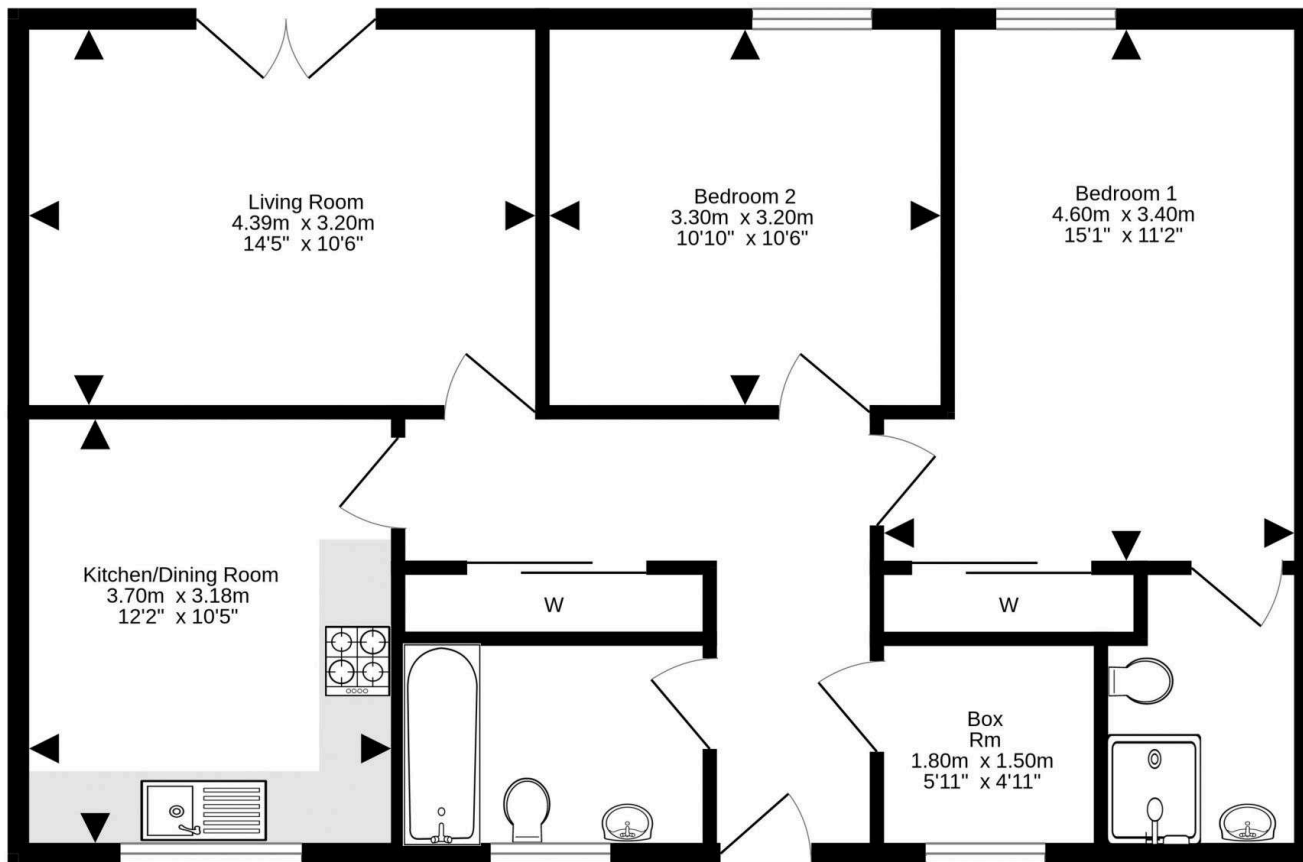 Living Room
4.39m x 3.20m
14'5" x 10'6"
Bedroom 2
3.30m x 3.20m
10'10" x 10'6"
Bedroom 1
4.60m x 3.40m
15'1" x 11'2"
Kitchen/Dining Room
3.70m x 3.18m
12'2" x 10'5"
W
W
Box
Rm
1.80m x 1.50m
5'11" x 4'11"